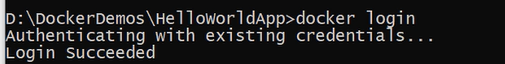 D:\DockerDemos\HelloWorldApp>docker login
Authenticating with existing credentials...
Login Succeeded